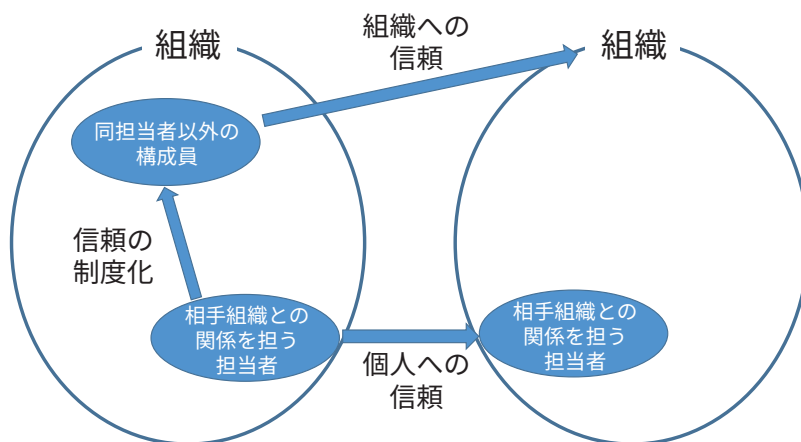 組織
組織への
信頼
組織
同担当者以外の
構成員
信頼の
制度化
相手組織との
関係を担う
担当者
個人への
信頼
相手組織との
関係を担う
担当者